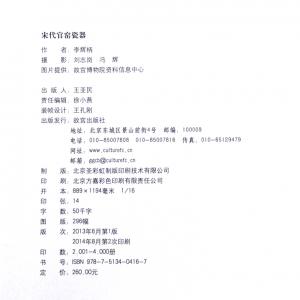 宋代官窑瓷器
作 者：李辉柄
摄 影：刘志岗 冯 辉
图片提供：故宫博物院资料信息中心
出 版 人：王亚民
责任编辑：徐小燕
装帧设计：王孔刚
出版发行：故宫出版社
地址：北京东城区景山前街4号 邮编：100009
电话：010-85007808 010-85007816 传真：010-65129479
网址：www.culturefc.cn
邮箱：ggcb@culturefc.cn
制 版：北京圣彩虹制版印刷技术有限公司
印 刷：北京方嘉彩色印刷有限责任公司
开 本：889×1194毫米 1/16
印 张：14
字 数：50千字
图 版：296幅
版 次：2013年6月第1版
2014年8月第2次印刷
印 数：2,001-4,000册
书 号：ISBN 978-7-5134-0416-7
定 价：260.00元